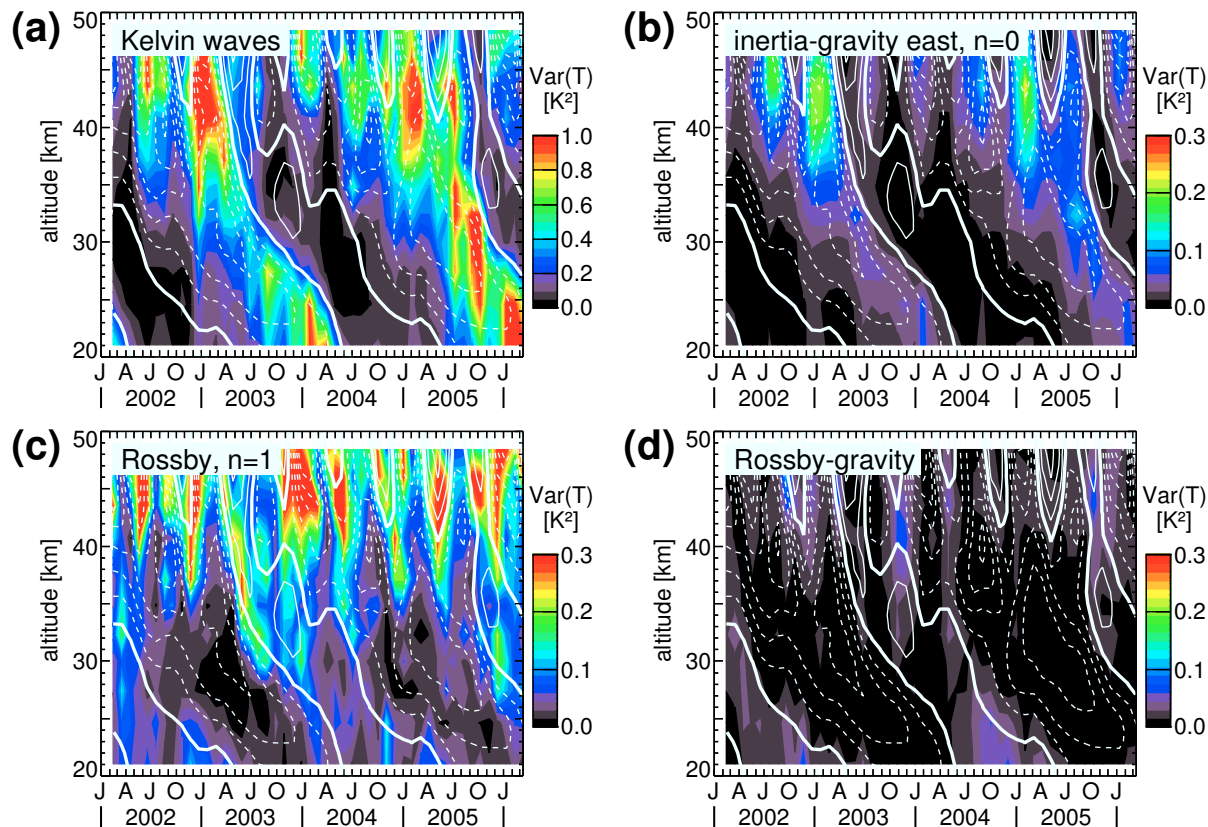 (a)
Kelvin waves
50
40
30
20
altitude [km]
J A J O J A J O J A J O J A J O J
| 2002 | 2003 | 2004 | 2005 |
Var(T)
[K²]
1.0
0.8
0.6
0.4
0.2
0.0
(b)
inertia-gravity east, n=0
50
40
30
20
altitude [km]
J A J O J A J O J A J O J A J O J
| 2002 | 2003 | 2004 | 2005 |
Var(T)
[K²]
0.3
0.2
0.1
0.0
(c)
Rossby, n=1
50
40
30
20
altitude [km]
J A J O J A J O J A J O J A J O J
| 2002 | 2003 | 2004 | 2005 |
Var(T)
[K²]
0.3
0.2
0.1
0.0
(d)
Rossby-gravity
50
40
30
20
altitude [km]
J A J O J A J O J A J O J A J O J
| 2002 | 2003 | 2004 | 2005 |
Var(T)
[K²]
0.3
0.2
0.1
0.0